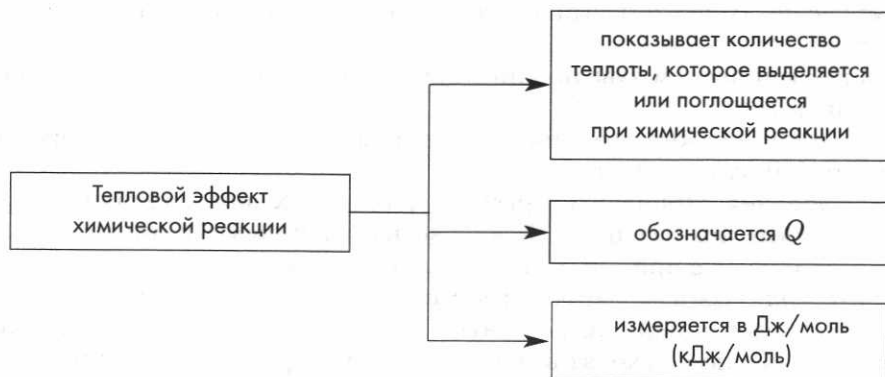 Тепловой эффект
химической реакции
показывает количество
теплоты, которое выделяется
или поглощается
при химической реакции
обозначается Q
измеряется в Дж/моль
(кДж/моль)